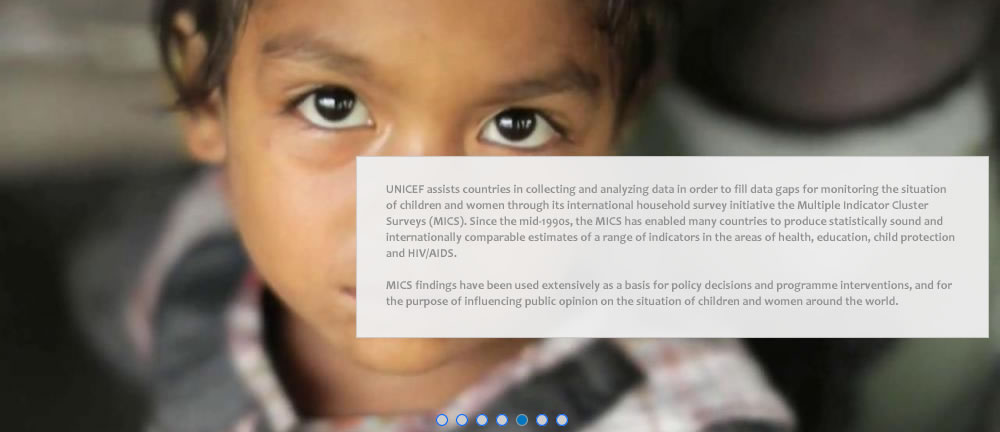 UNICEF assists countries in collecting and analyzing data in order to fill data gaps for monitoring the situation
of children and women through its international household survey initiative the Multiple Indicator Cluster
Surveys (MICS). Since the mid-1990s, the MICS has enabled many countries to produce statistically sound and
internationally comparable estimates of a range of indicators in the areas of health, education, child protection
and HIV/AIDS.
MICS findings have been used extensively as a basis for policy decisions and programme interventions, and for
the purpose of influencing public opinion on the situation of children and women around the world.